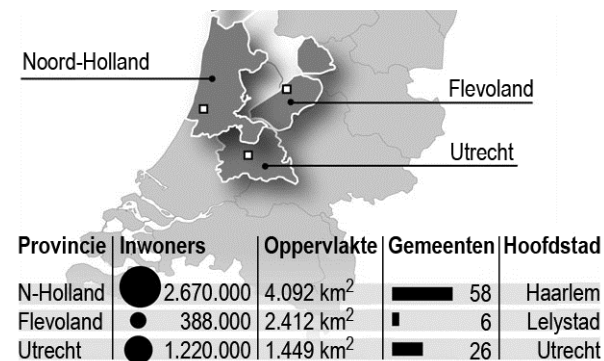 Noord-Holland
Flevoland
Utrecht
Provincie Inwoners Oppervlakte Gemeenten Hoofdstad
N-Holland 2.670.000 4.092 km² 58 Haarlem
Flevoland 388.000 2.412 km² 6 Lelystad
Utrecht 1.220.000 1.449 km² 26 Utrecht